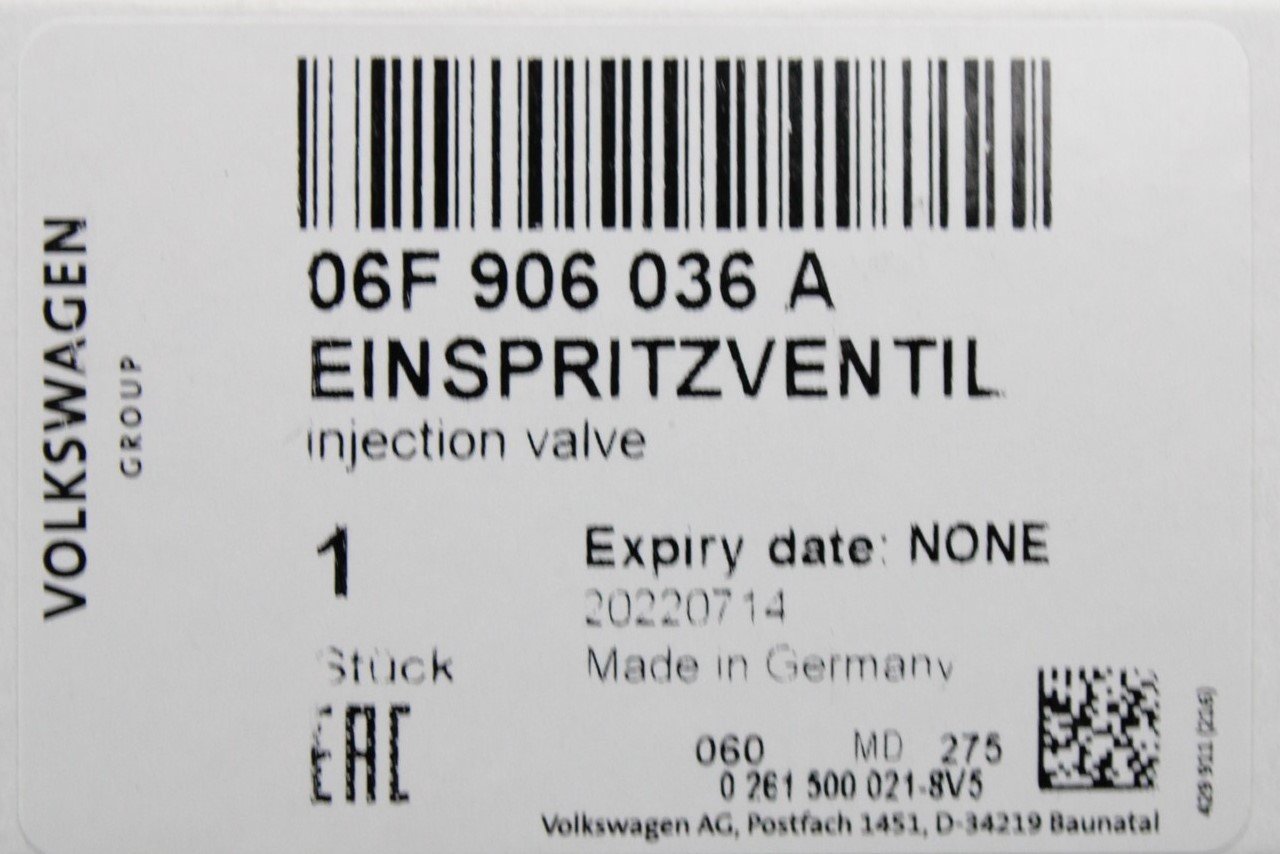 VOLKSWAGEN
GROUP
06F 906 036 A
EINSPRITZVENTIL
injection valve
1
Stück
Expiry date: NONE
20220714
Made in Germany
EAC
060 MD 275
0 261 500 021-8V5
Volkswagen AG, Postfach 1451, D-34219 Baunatal